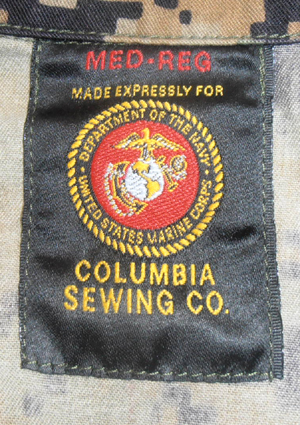 MED·REG
MADE EXPRESSLY FOR
DEPARTMENT OF THE NAVY
UNITED STATES MARINE CORPS
COLUMBIA
SEWING CO.